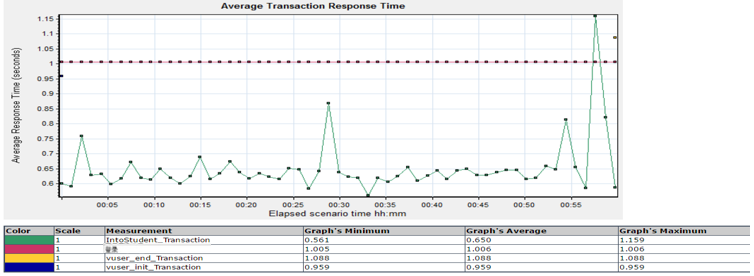 Average Transaction Response Time
Average Response Time (seconds)
1.15
1.1
1.05
1
0.95
0.9
0.85
0.8
0.75
0.7
0.65
0.6
00:05 00:10 00:15 00:20 00:25 00:30 00:35 00:40 00:45 00:50 00:55
Elapsed scenario time hh:mm
Color Scale Measurement Graph's Minimum Graph's Average Graph's Maximum
1 IntoStudent_Transaction 0.561 0.650 1.159
1 1.005 1.006 1.006
1 vuser_end_Transaction 1.088 1.088 1.088
1 vuser_init_Transaction 0.959 0.959 0.959